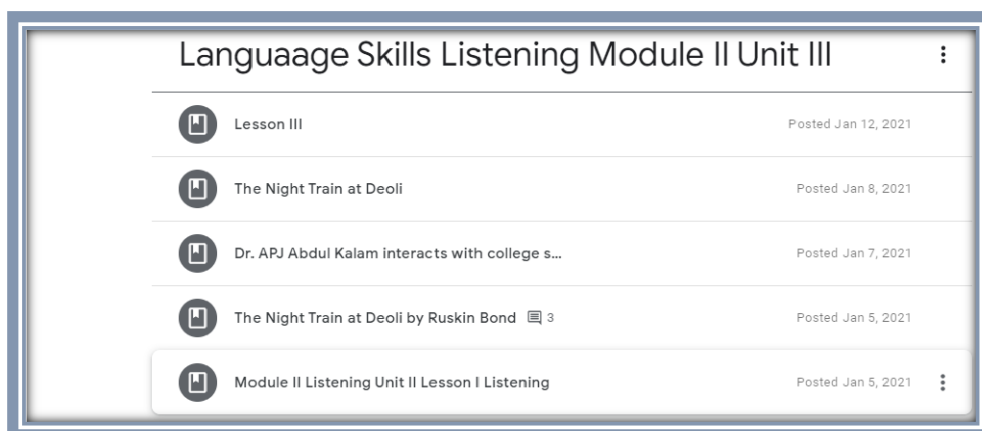 Languaage Skills Listening Module II Unit III
Lesson III Posted Jan 12, 2021
The Night Train at Deoli Posted Jan 8, 2021
Dr. APJ Abdul Kalam interacts with college s... Posted Jan 7, 2021
The Night Train at Deoli by Ruskin Bond 3 Posted Jan 5, 2021
Module II Listening Unit II Lesson I Listening Posted Jan 5, 2021